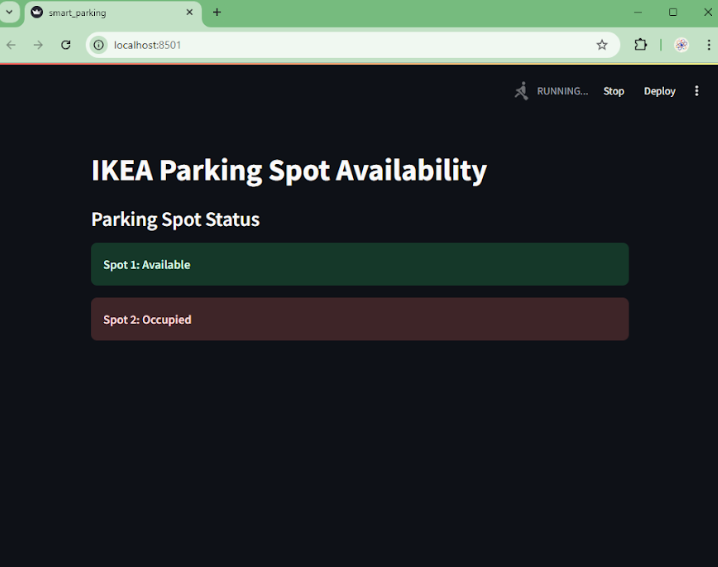 smart_parking
localhost:8501
RUNNING... Stop Deploy
IKEA Parking Spot Availability
Parking Spot Status
Spot 1: Available
Spot 2: Occupied